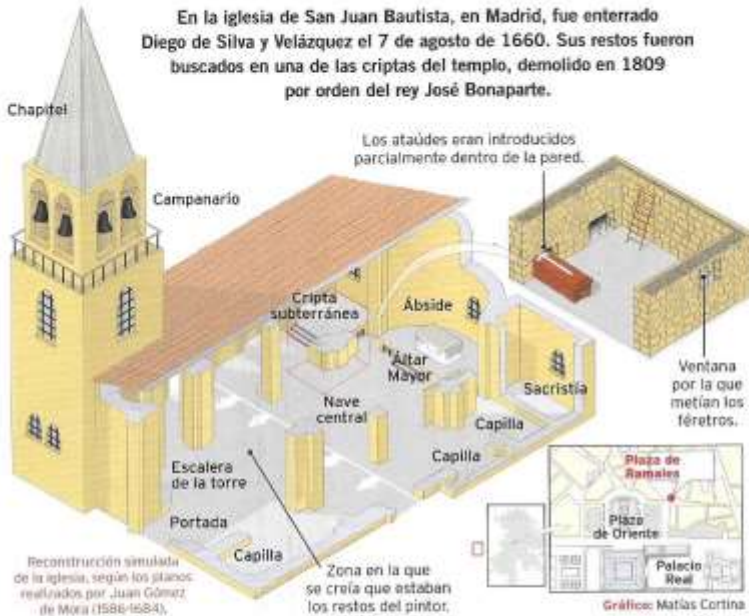 En la iglesia de San Juan Bautista, en Madrid, fue enterrado
Diego de Silva y Velázquez el 7 de agosto de 1660. Sus restos fueron
buscados en una de las criptas del templo, demolido en 1809
por orden del rey José Bonaparte.
Chapitel
Los ataúdes eran introducidos
parcialmente dentro de la pared.
Campanario
Cripta
subterránea
Ábside
Áltar
Mayor
Sacristía
Ventana
por la que
metían los
féretros.
Nave
central
Capilla
Capilla
Escalera
de la torre
Portada
Capilla
Zona en la que
se creía que estaban
los restos del pintor.
Plaza de
Ramales
Plaza
de Oriente
Palacio
Real
Reconstrucción simulada
de la iglesia, según los planos
realizados por Juan Gómez
de Mora (1586-1684).
Gráfico: Matías Cortina